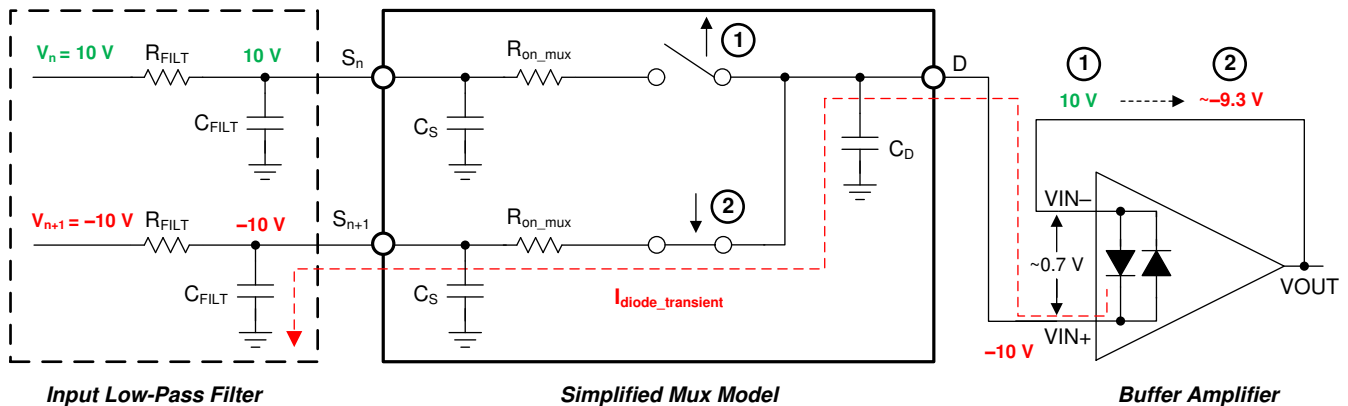 Vn = 10 V
RFILT
10 V
CFILT
Sn
CS
Ron_mux
1
D
CD
1
2
10 V
~–9.3 V
Vn+1 = –10 V
RFILT
–10 V
CFILT
Sn+1
CS
Ron_mux
2
Idiode_transient
VIN–
~0.7 V
VIN+
–10 V
VOUT
Input Low-Pass Filter
Simplified Mux Model
Buffer Amplifier